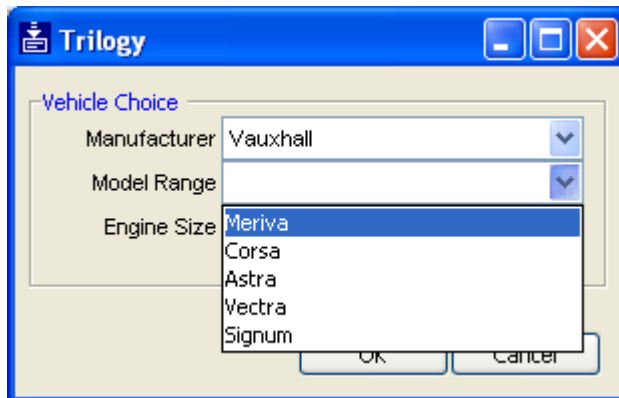 Trilogy
Vehicle Choice
Manufacturer Vauxhall
Model Range
Engine Size
Meriva
Corsa
Astra
Vectra
Signum
OK Cancel